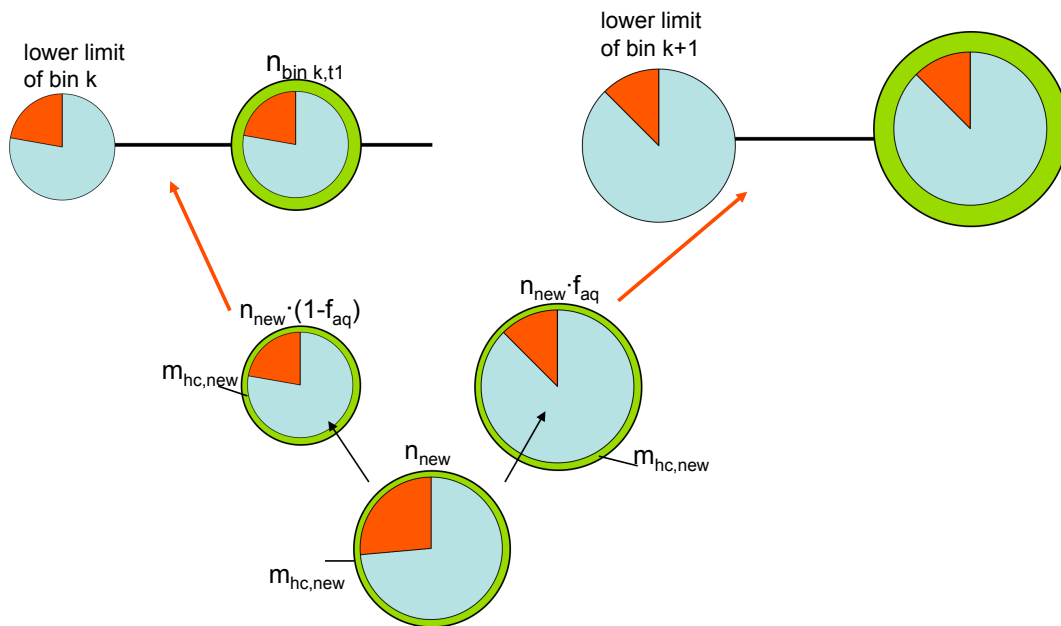 lower limit
of bin k
n_bin k,t1
lower limit
of bin k+1
n_new·(1-f_aq)
n_new·f_aq
m_hc,new
n_new
m_hc,new
m_hc,new